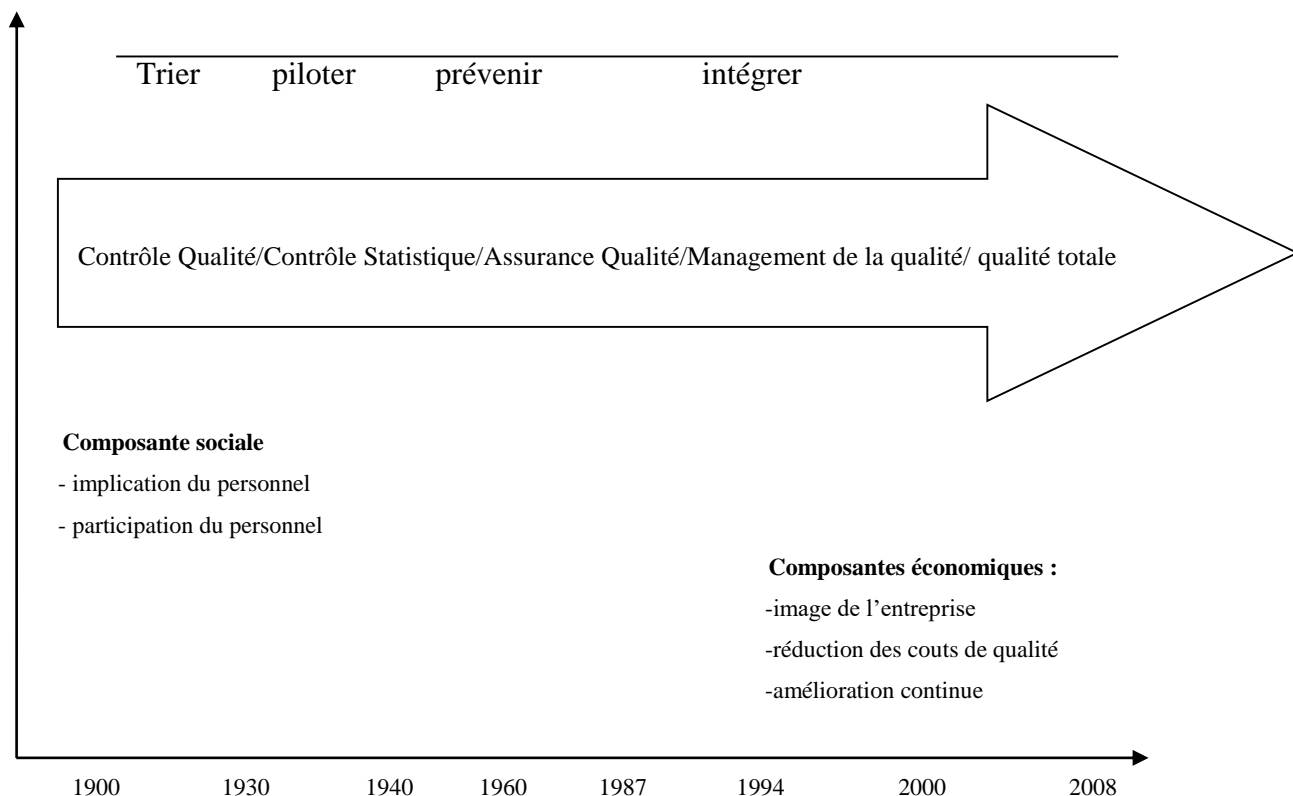 Trier piloter prévenir intégrer
Contrôle Qualité/Contrôle Statistique/Assurance Qualité/Management de la qualité/ qualité totale
Composante sociale
- implication du personnel
- participation du personnel
Composantes économiques :
-image de l’entreprise
-réduction des couts de qualité
-amélioration continue
1900 1930 1940 1960 1987 1994 2000 2008